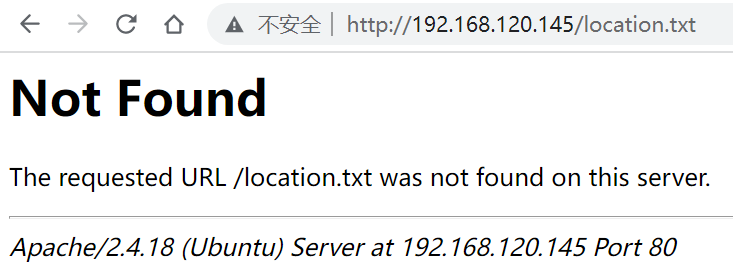 不安全 http://192.168.120.145/location.txt
Not Found
The requested URL /location.txt was not found on this server.
Apache/2.4.18 (Ubuntu) Server at 192.168.120.145 Port 80